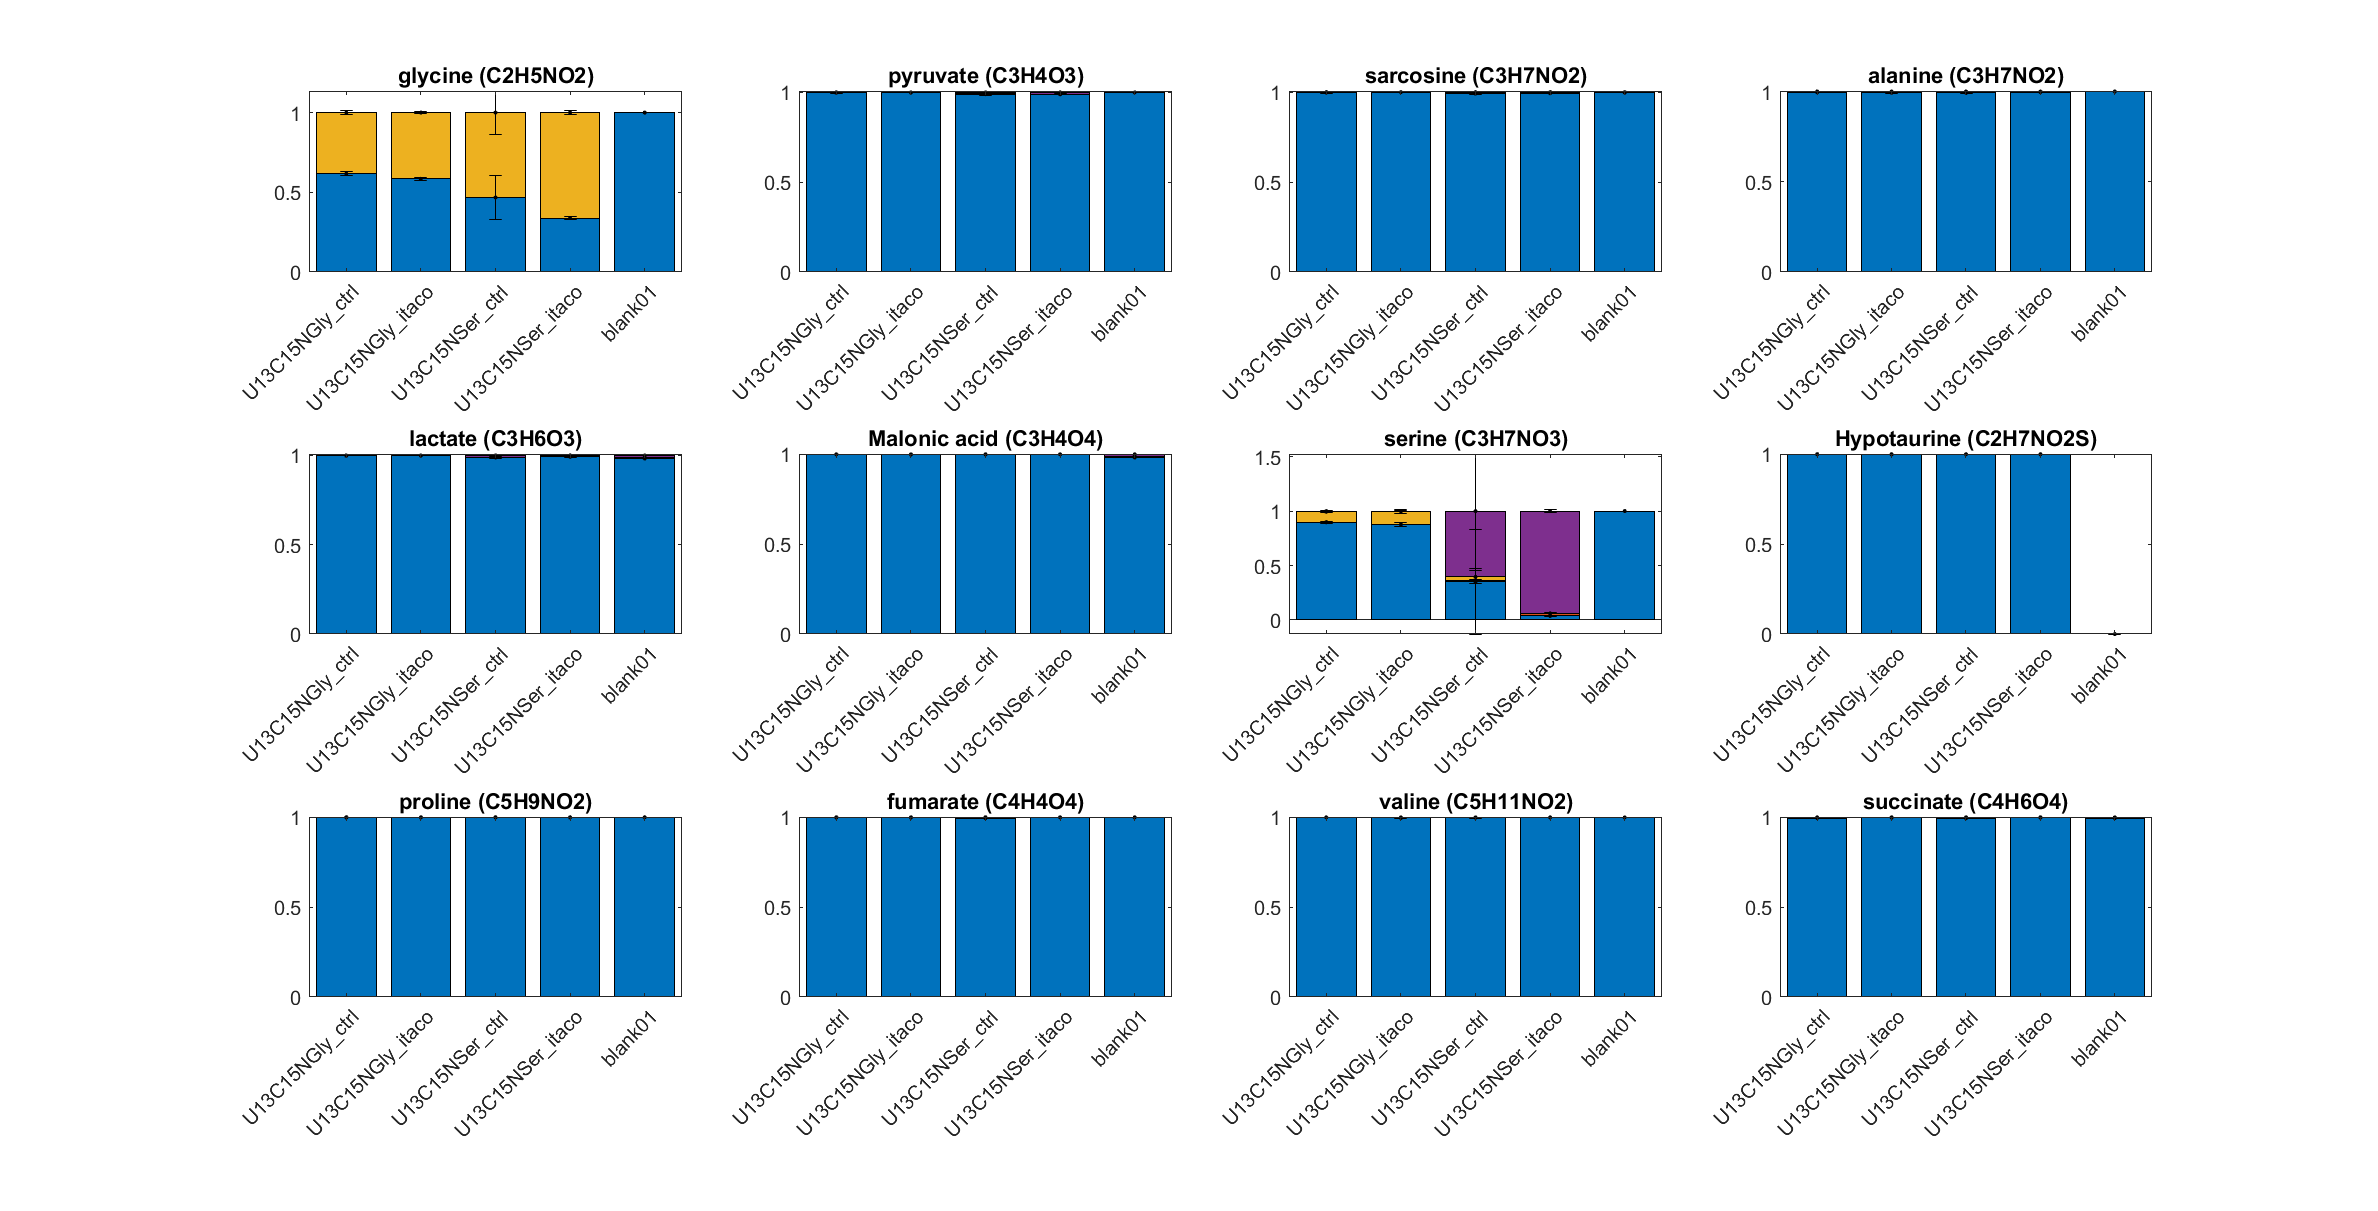 glycine (C2H5NO2)
1
0.5
0
U13C15NGly_ctrl
U13C15NGly_itaco
U13C15NSer_ctrl
U13C15NSer_itaco
blank01
pyruvate (C3H4O3)
1
0.5
0
U13C15NGly_ctrl
U13C15NGly_itaco
U13C15NSer_ctrl
U13C15NSer_itaco
blank01
sarcosine (C3H7NO2)
1
0.5
0
U13C15NGly_ctrl
U13C15NGly_itaco
U13C15NSer_ctrl
U13C15NSer_itaco
blank01
alanine (C3H7NO2)
1
0.5
0
U13C15NGly_ctrl
U13C15NGly_itaco
U13C15NSer_ctrl
U13C15NSer_itaco
blank01
lactate (C3H6O3)
1
0.5
0
U13C15NGly_ctrl
U13C15NGly_itaco
U13C15NSer_ctrl
U13C15NSer_itaco
blank01
Malonic acid (C3H4O4)
1
0.5
0
U13C15NGly_ctrl
U13C15NGly_itaco
U13C15NSer_ctrl
U13C15NSer_itaco
blank01
serine (C3H7NO3)
1.5
1
0.5
0
U13C15NGly_ctrl
U13C15NGly_itaco
U13C15NSer_ctrl
U13C15NSer_itaco
blank01
Hypotaurine (C2H7NO2S)
1
0.5
0
U13C15NGly_ctrl
U13C15NGly_itaco
U13C15NSer_ctrl
U13C15NSer_itaco
blank01
proline (C5H9NO2)
1
0.5
0
U13C15NGly_ctrl
U13C15NGly_itaco
U13C15NSer_ctrl
U13C15NSer_itaco
blank01
fumarate (C4H4O4)
1
0.5
0
U13C15NGly_ctrl
U13C15NGly_itaco
U13C15NSer_ctrl
U13C15NSer_itaco
blank01
valine (C5H11NO2)
1
0.5
0
U13C15NGly_ctrl
U13C15NGly_itaco
U13C15NSer_ctrl
U13C15NSer_itaco
blank01
succinate (C4H6O4)
1
0.5
0
U13C15NGly_ctrl
U13C15NGly_itaco
U13C15NSer_ctrl
U13C15NSer_itaco
blank01